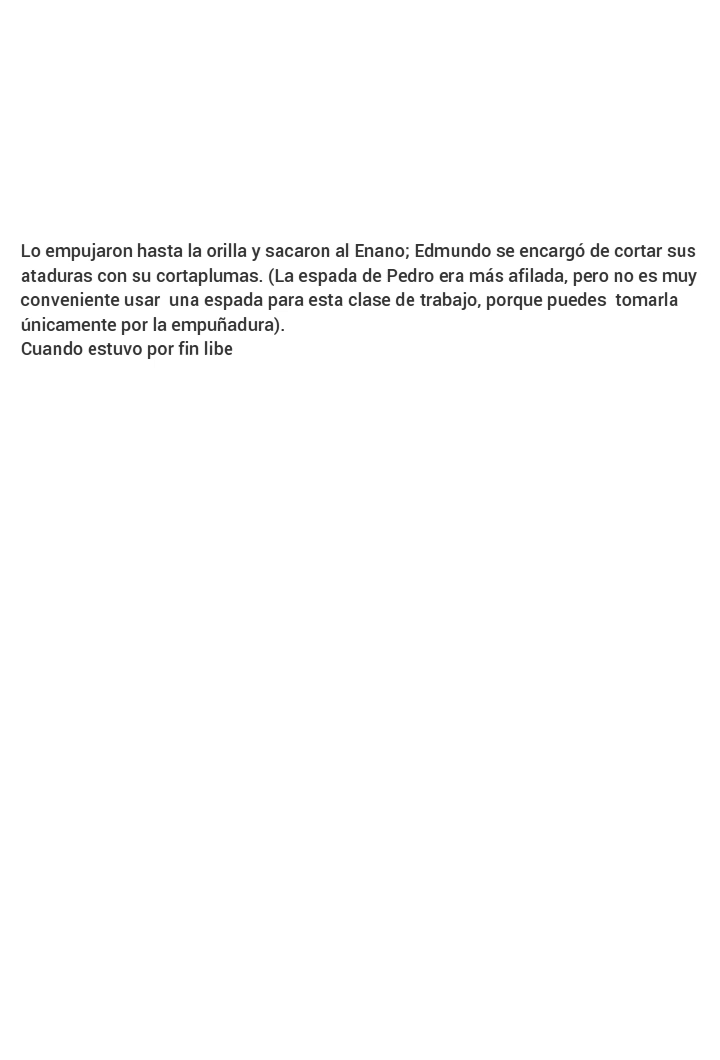 Lo empujaron hasta la orilla y sacaron al Enano; Edmundo se encargó de cortar sus
ataduras con su cortaplumas. (La espada de Pedro era más afilada, pero no es muy
conveniente usar  una espada para esta clase de trabajo, porque puedes  tomarla
únicamente por la empuñadura).
Cuando estuvo por fin libe